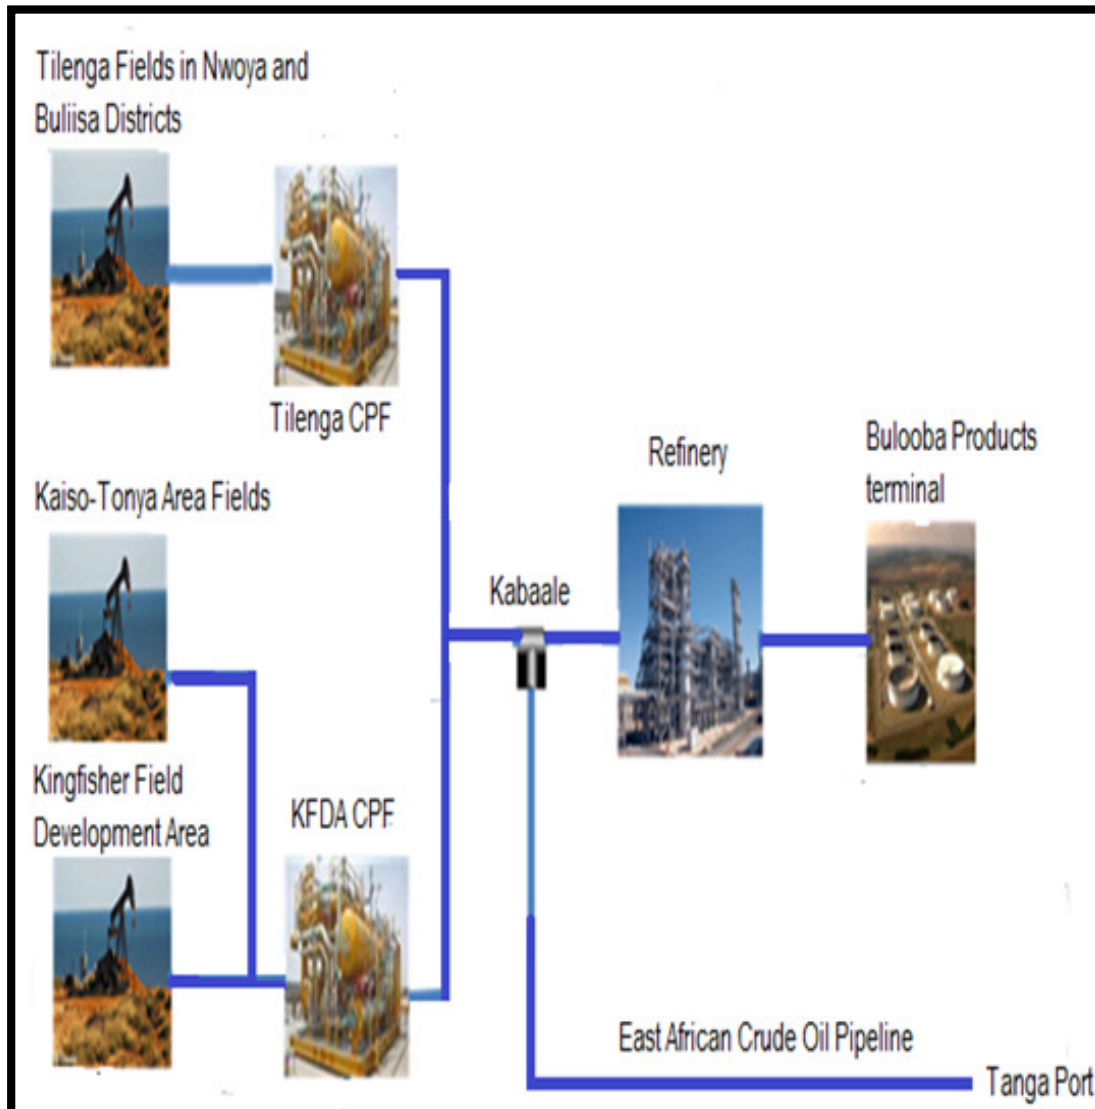 Tilenga Fields in Nwoya and
Buliisa Districts
Tilenga CPF
Kaiso-Tonya Area Fields
Kingfisher Field
Development Area
KFDA CPF
Kabaale
Refinery
Bulooba Products
terminal
East African Crude Oil Pipeline
Tanga Port